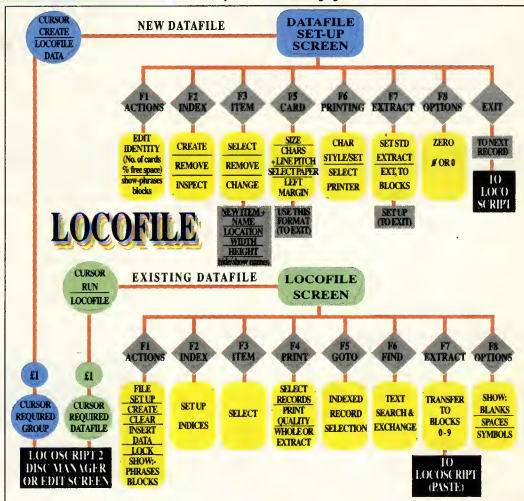 NEW DATAFILE
CURSOR
CREATE
LOCOFILE
DATA
DATAFILE
SET-UP
SCREEN
F1
ACTIONS
F2
INDEX
F3
ITEM
F5
CARD
F6
PRINTING
F7
EXTRACT
F8
OPTIONS
EXIT
EDIT
IDENTITY
(No. of cards
% free space)
show-phrases
blocks
CREATE
REMOVE
INSPECT
SELECT
REMOVE
CHANGE
SIZE
CHARS
+ LINE PITCH
SELECT PAPER
LEFT
MARGIN
CHAR
STYLE/SET
SELECT
PRINTER
SET STD
EXTRACT
EXT. TO
BLOCKS
ZERO
// OR 0
TO NEXT
RECORD
TO
LOCO
SCRIPT
NEW ITEM +
NAME
LOCATION
WIDTH
HEIGHT
hide/show names
USE THIS
FORMAT
(TO EXIT)
SET UP
(TO EXIT)
LOCOFILE
EXISTING DATAFILE
CURSOR
RUN
LOCOFILE
LOCOFILE
SCREEN
F1
ACTIONS
F2
INDEX
F3
ITEM
F4
PRINT
F5
GOTO
F6
FIND
F7
EXTRACT
F8
OPTIONS
£1
£1
FILE
SET UP
CREATE
CLEAR
INSERT
DATA
LOCK
SHOW:-
PHRASES
BLOCKS
SET UP
INDICES
SELECT
SELECT
RECORDS
PRINT
QUALITY
WHOLE OR
EXTRACT
INDEXED
RECORD
SELECTION
TEXT
SEARCH &
EXCHANGE
TRANSFER
TO
BLOCKS
0 - 9
SHOW:
BLANKS
SPACES
SYMBOLS
CURSOR
REQUIRED
GROUP
CURSOR
REQUIRED
DATAFILE
LOCOSCRIPT 2
DISC MANAGER
OR EDIT SCREEN
TO
LOCOSCRIPT
(PASTE)